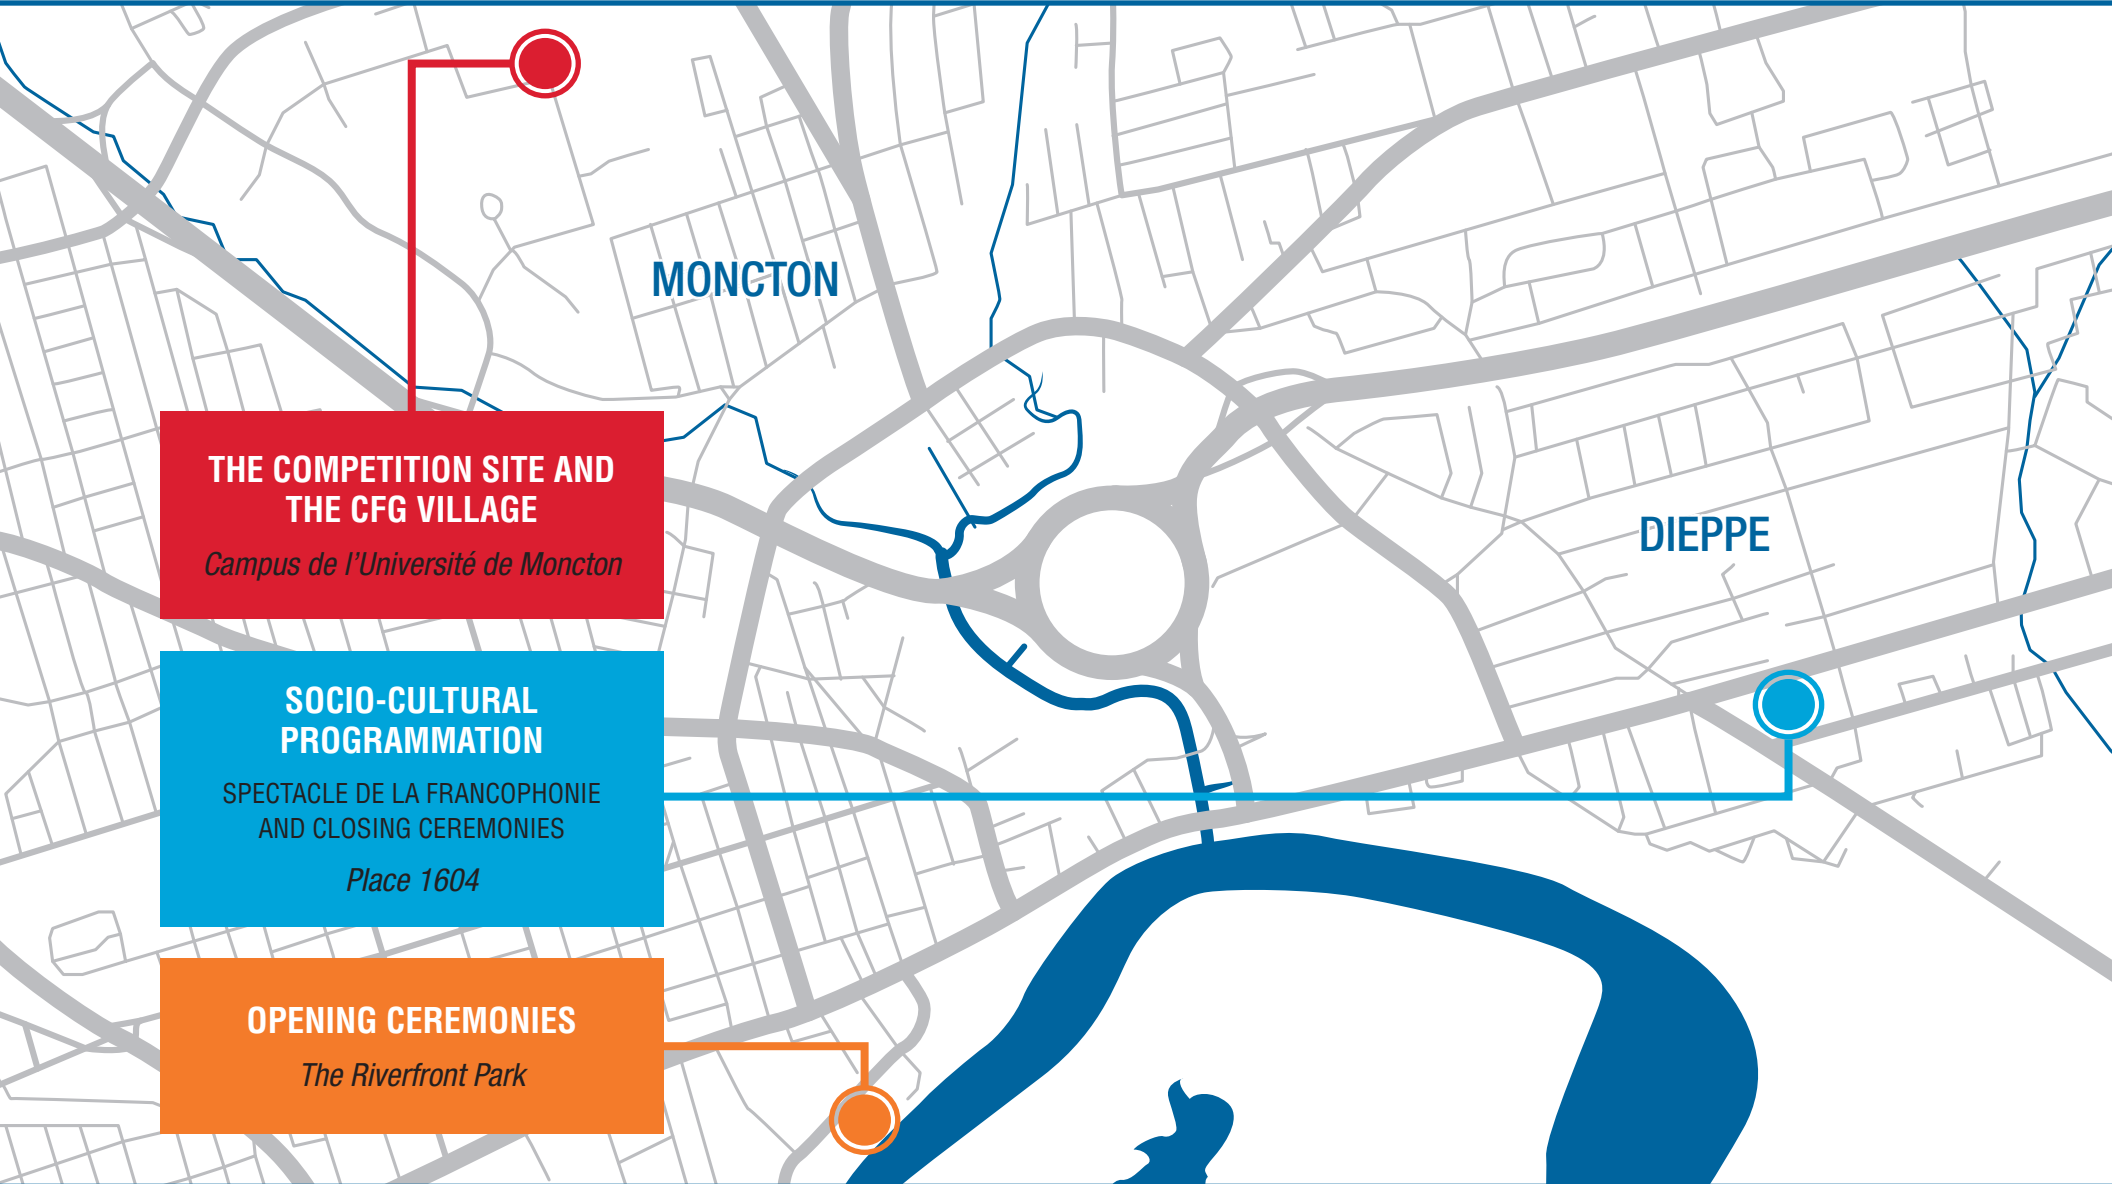 MONCTON
THE COMPETITION SITE AND
THE CFG VILLAGE
Campus de l'Université de Moncton
DIEPPE
SOCIO-CULTURAL
PROGRAMMATION
SPECTACLE DE LA FRANCOPHONIE
AND CLOSING CEREMONIES
Place 1604
OPENING CEREMONIES
The Riverfront Park